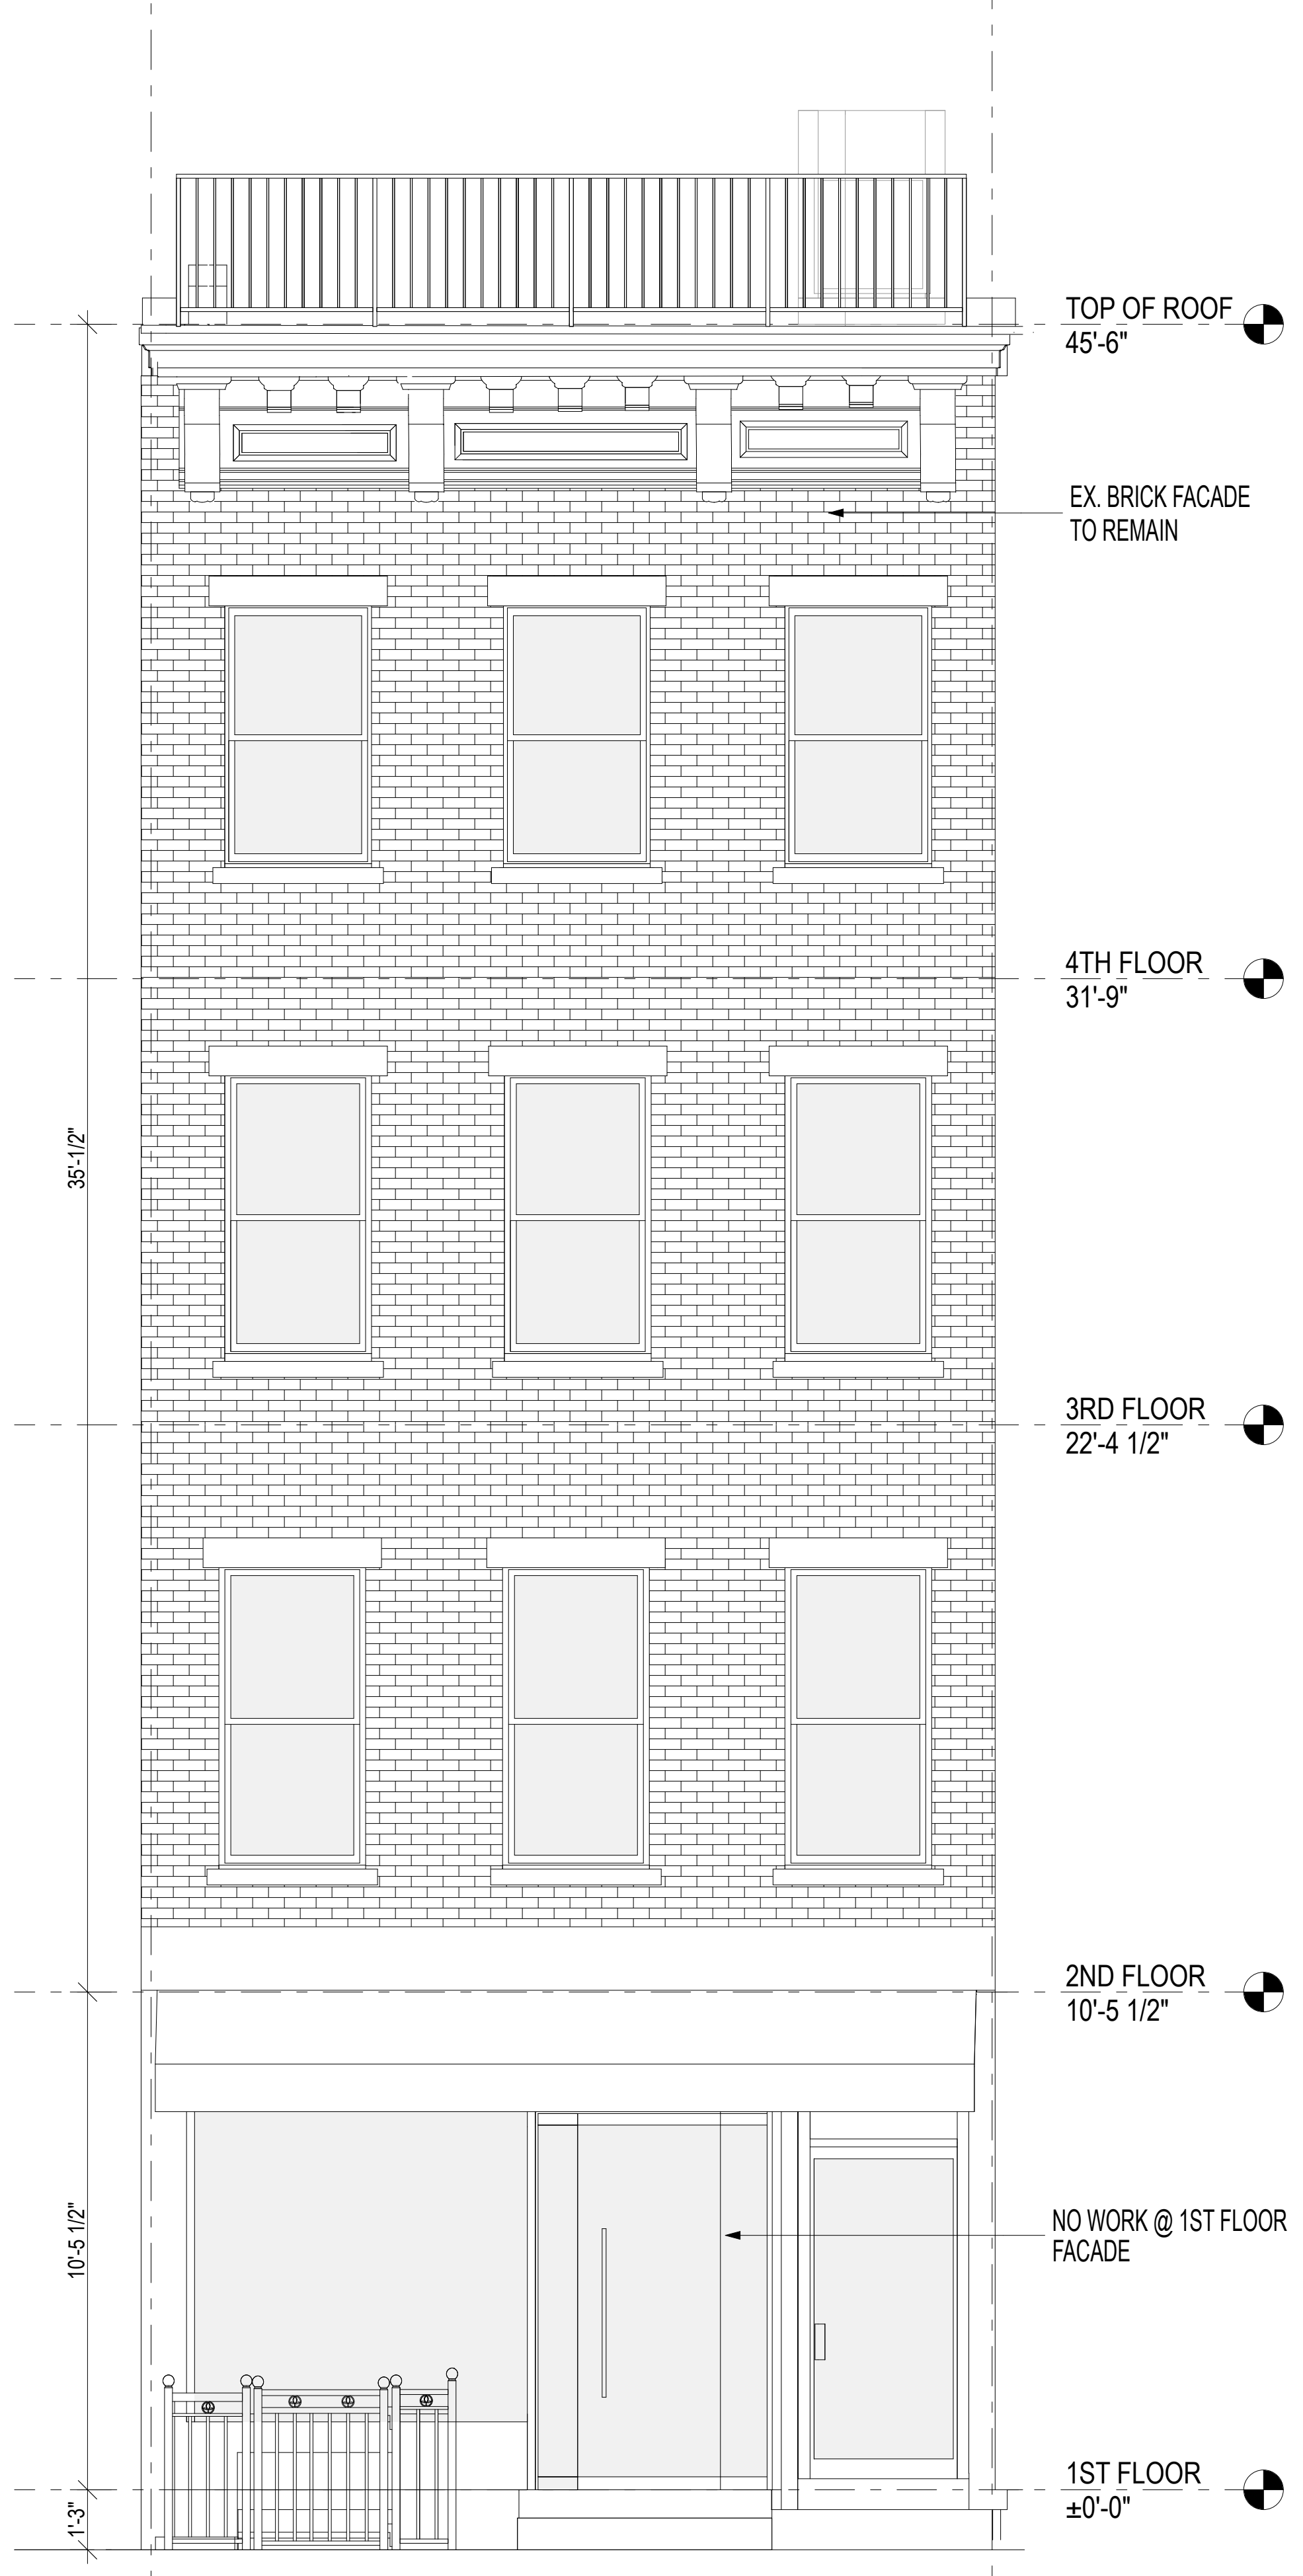 TOP OF ROOF
45'-6"
EX. BRICK FACADE
TO REMAIN
4TH FLOOR
31'-9"
35'-1/2"
3RD FLOOR
22'-4 1/2"
2ND FLOOR
10'-5 1/2"
10'-5 1/2"
NO WORK @ 1ST FLOOR
FACADE
1ST FLOOR
±0'-0"
1'-3"